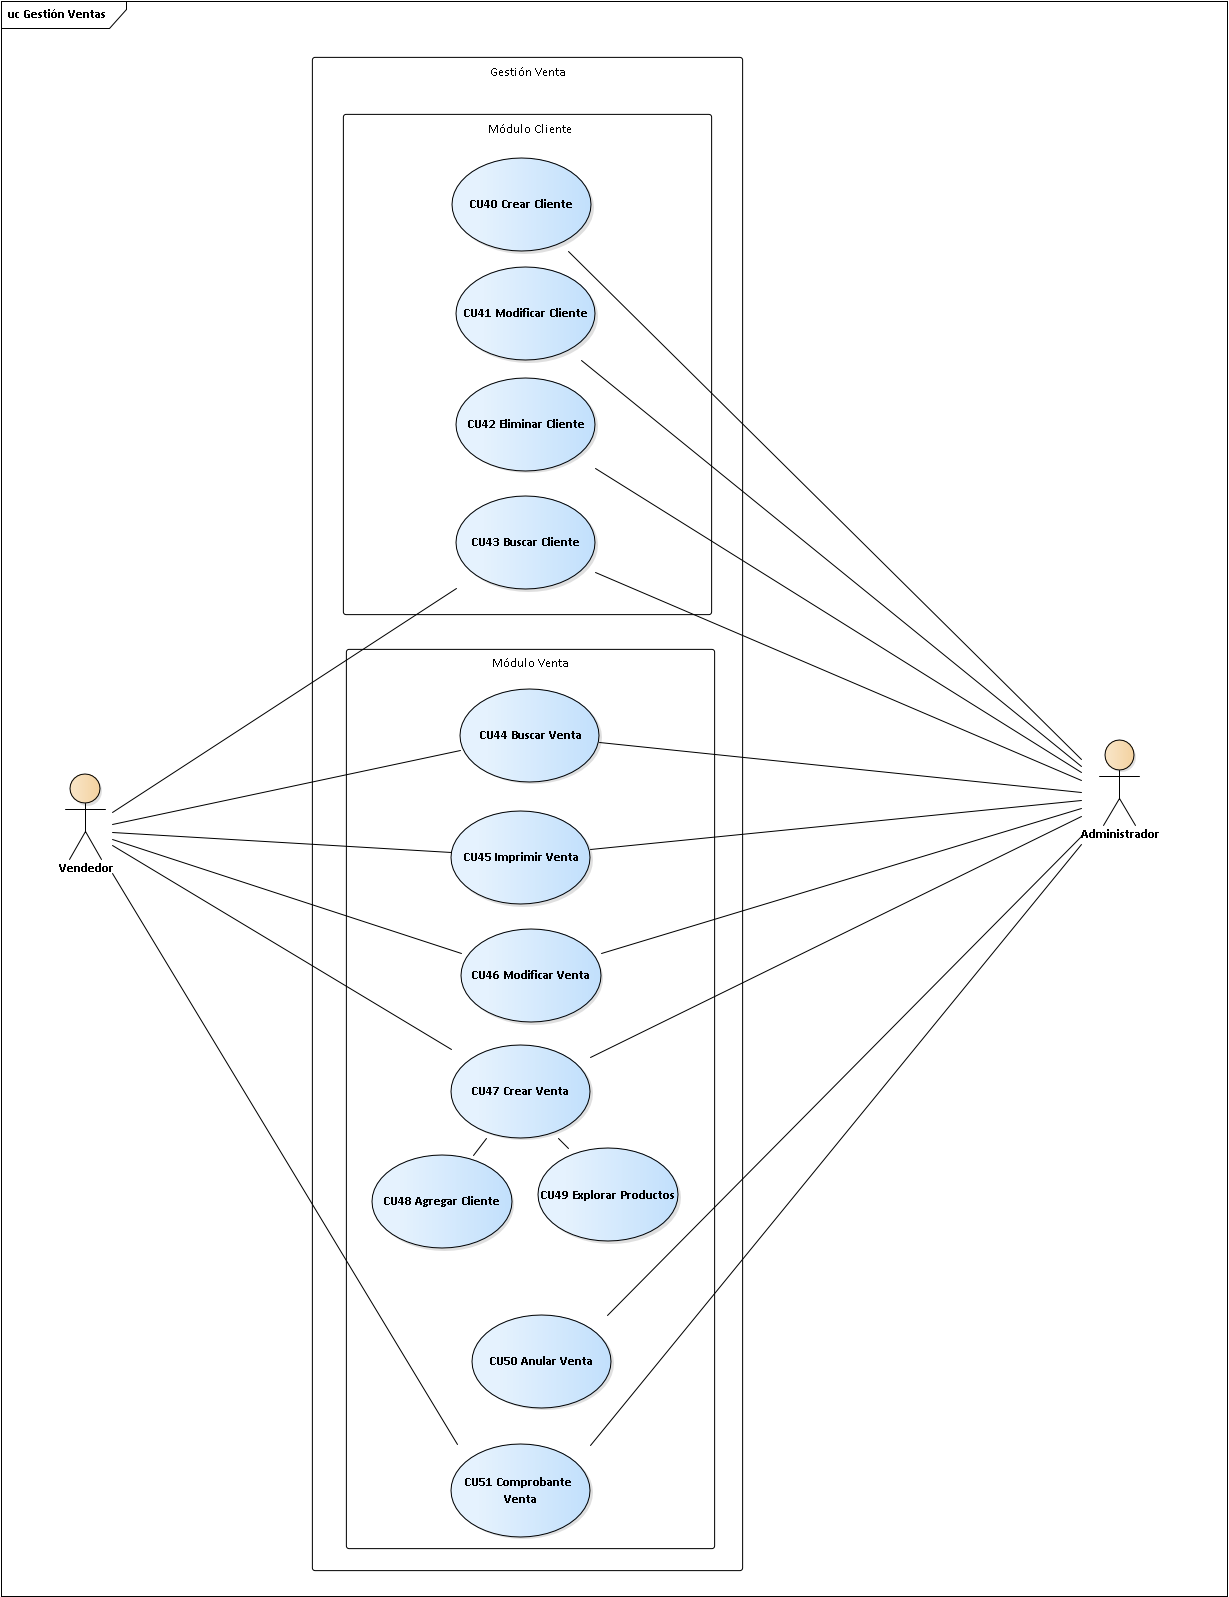 uc Gestión Ventas
Gestión Venta
Módulo Cliente
CU40 Crear Cliente
CU41 Modificar Cliente
CU42 Eliminar Cliente
CU43 Buscar Cliente
Módulo Venta
CU44 Buscar Venta
CU45 Imprimir Venta
Vendedor
Administrador
CU46 Modificar Venta
CU47 Crear Venta
CU48 Agregar Cliente
CU49 Explorar Productos
CU50 Anular Venta
CU51 Comprobante
Venta